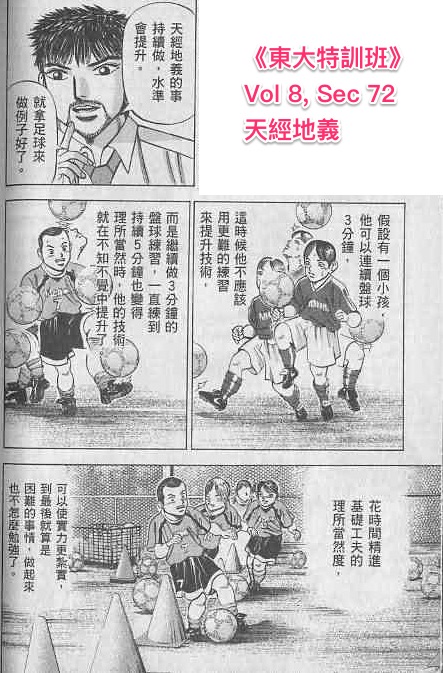 《東大特訓班》
Vol 8, Sec 72
天經地義
天經地義的事
持續做，水準
會提升。
就拿足球來
做例子好了。
假設有一個小孩
他可以連續盤球
3分鐘，
這時候他不應該
用更難的練習
來提升技術，
而是繼續做3分鐘的
盤球練習，一直練到
持續5分鐘也變得
理所當然時，他的技術
就在不知不覺中提升了
花時間精進
基礎工夫的
理所當然度，
可以使實力更紮實，
到最後就算是
困難的事情，做起來
也不怎麼勉強了。